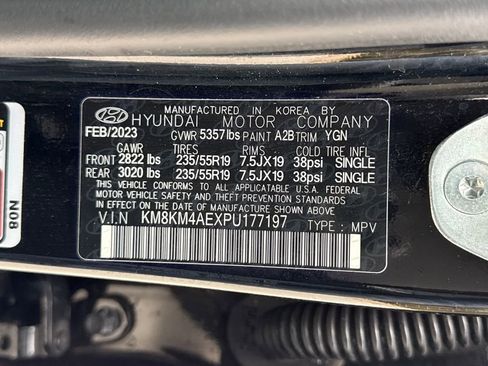 MANUFACTURED IN KOREA BY
HYUNDAI MOTOR COMPANY
FEB/2023 GVWR 5357lbs PAINT A2B TRIM YGN
GAWR TIRES RIMS COLD TIRE INFL
FRONT 2822 lbs 235/55R19 7.5JX19 38psi SINGLE
REAR 3020 lbs 235/55R19 7.5JX19 38psi SINGLE
THIS VEHICLE CONFORMS TO ALL APPLICABLE U.S.A. FEDERAL
MOTOR VEHICLE SAFETY AND THEFT PREVENTION STANDARDS IN
EFFECT ON THE DATE OF MANUFACTURE SHOWN ABOVE.
V.I.N KM8KM4AEXPU177197 TYPE : MPV
N08